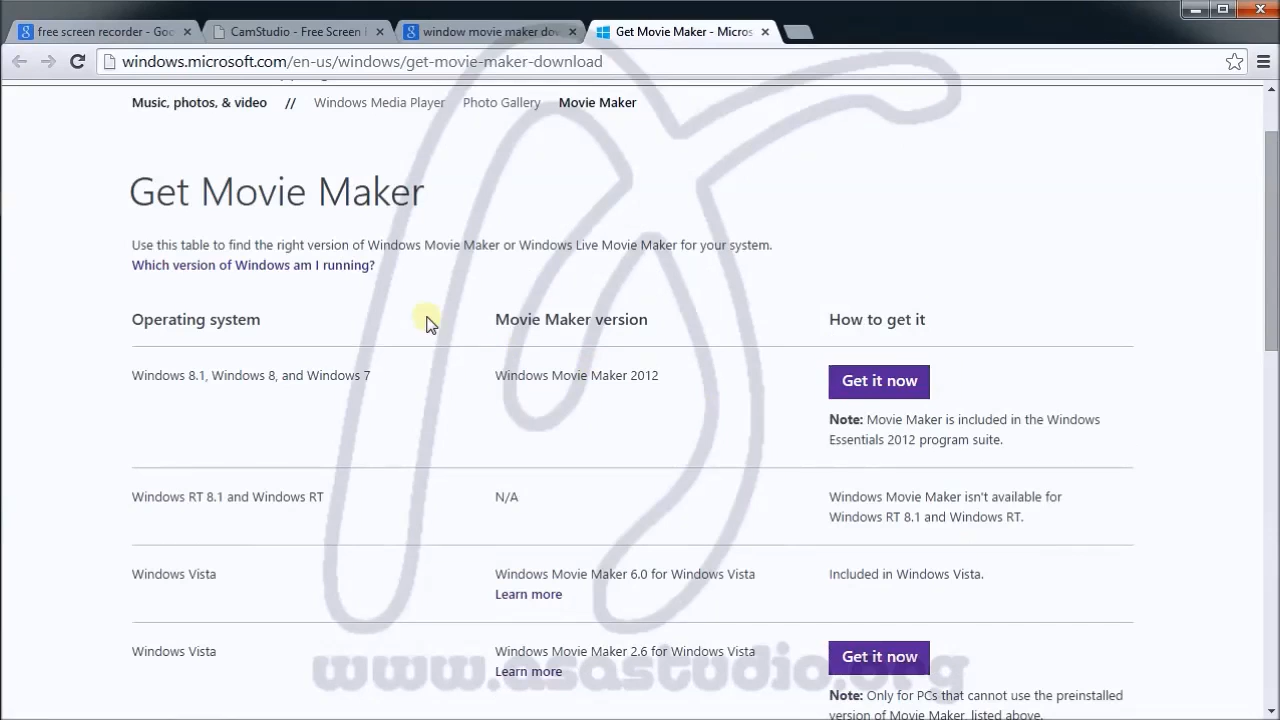 free screen recorder - Goo
CamStudio - Free Screen
window movie maker do
Get Movie Maker - Micros
windows.microsoft.com/en-us/windows/get-movie-maker-download
Music, photos, & video // Windows Media Player Photo Gallery Movie Maker
Get Movie Maker
Use this table to find the right version of Windows Movie Maker or Windows Live Movie Maker for your system.
Which version of Windows am I running?
Operating system Movie Maker version How to get it
Windows 8.1, Windows 8, and Windows 7 Windows Movie Maker 2012 Get it now
Note: Movie Maker is included in the Windows
Essentials 2012 program suite.
Windows RT 8.1 and Windows RT N/A Windows Movie Maker isn't available for
Windows RT 8.1 and Windows RT.
Windows Vista Windows Movie Maker 6.0 for Windows Vista Included in Windows Vista.
Learn more
Windows Vista Windows Movie Maker 2.6 for Windows Vista Get it now
Learn more
www.asastudio.org
Note: Only for PCs that cannot use the preinstalled
version of Movie Maker, listed above.